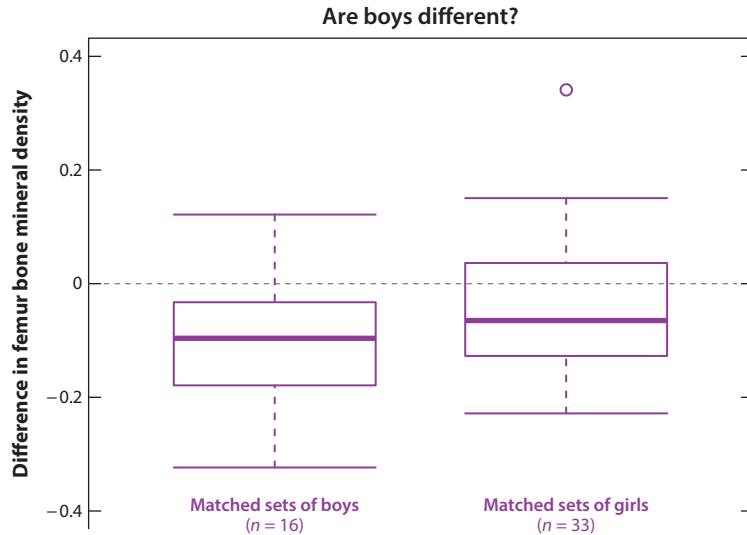 Are boys different?
Difference in femur bone mineral density
0.4
0.2
0
−0.2
−0.4
Matched sets of boys
(n = 16)
Matched sets of girls
(n = 33)